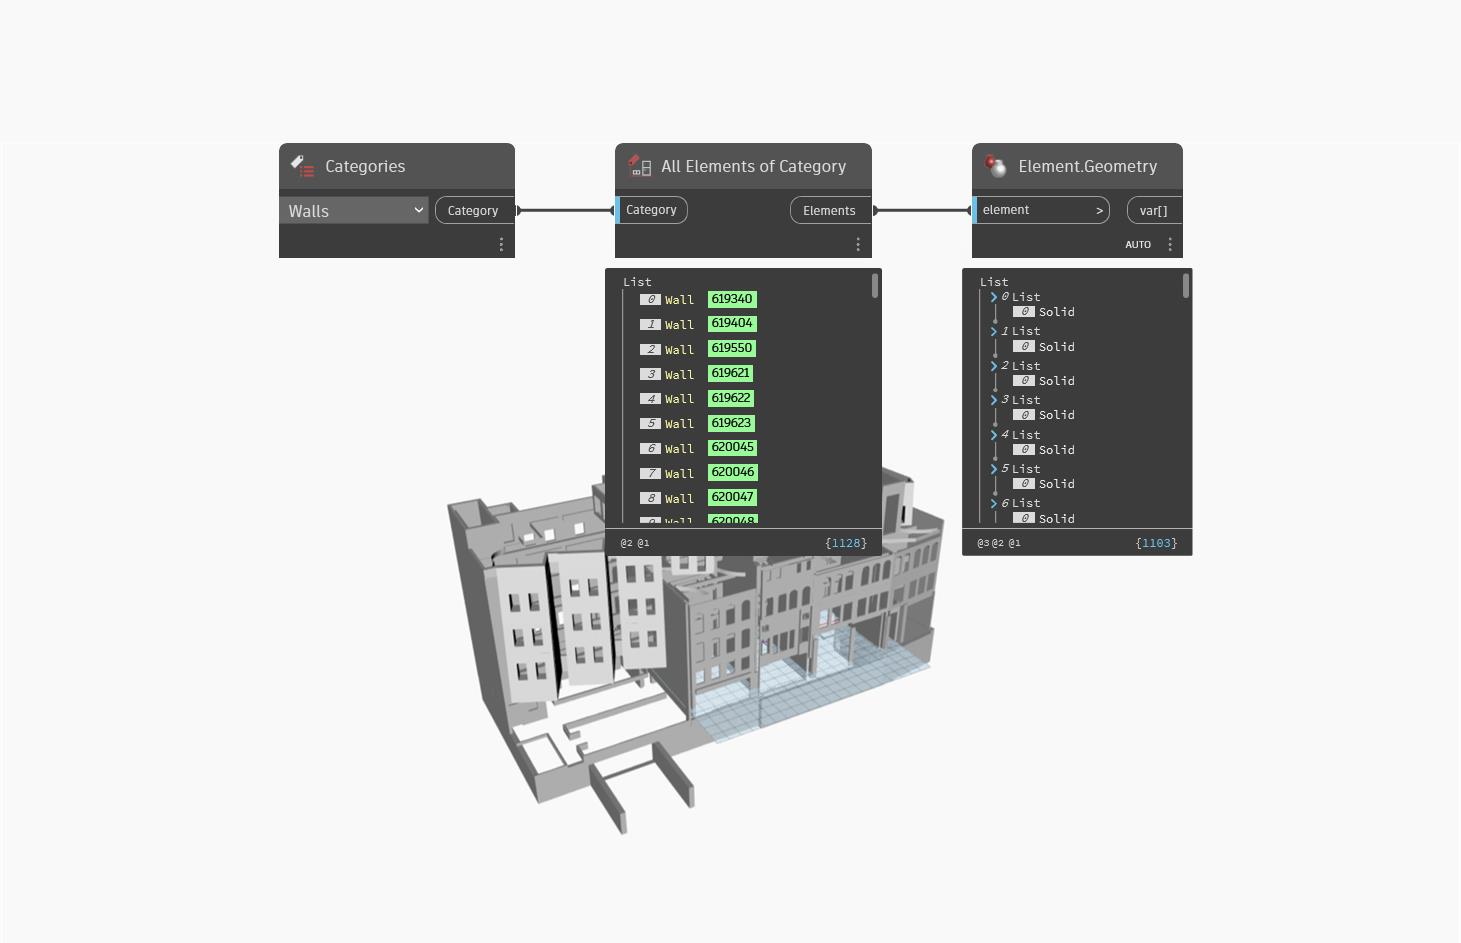 Categories
Walls
Category
All Elements of Category
Category
Elements
List
0 Wall 619340
1 Wall 619404
2 Wall 619550
3 Wall 619621
4 Wall 619622
5 Wall 619623
6 Wall 620045
7 Wall 620046
8 Wall 620047
9 Wall 620048
@2 @1 {1128}
Element.Geometry
element >
var[]
AUTO
List
0 List
0 Solid
1 List
0 Solid
2 List
0 Solid
3 List
0 Solid
4 List
0 Solid
5 List
0 Solid
6 List
0 Solid
@3 @2 @1 {1103}